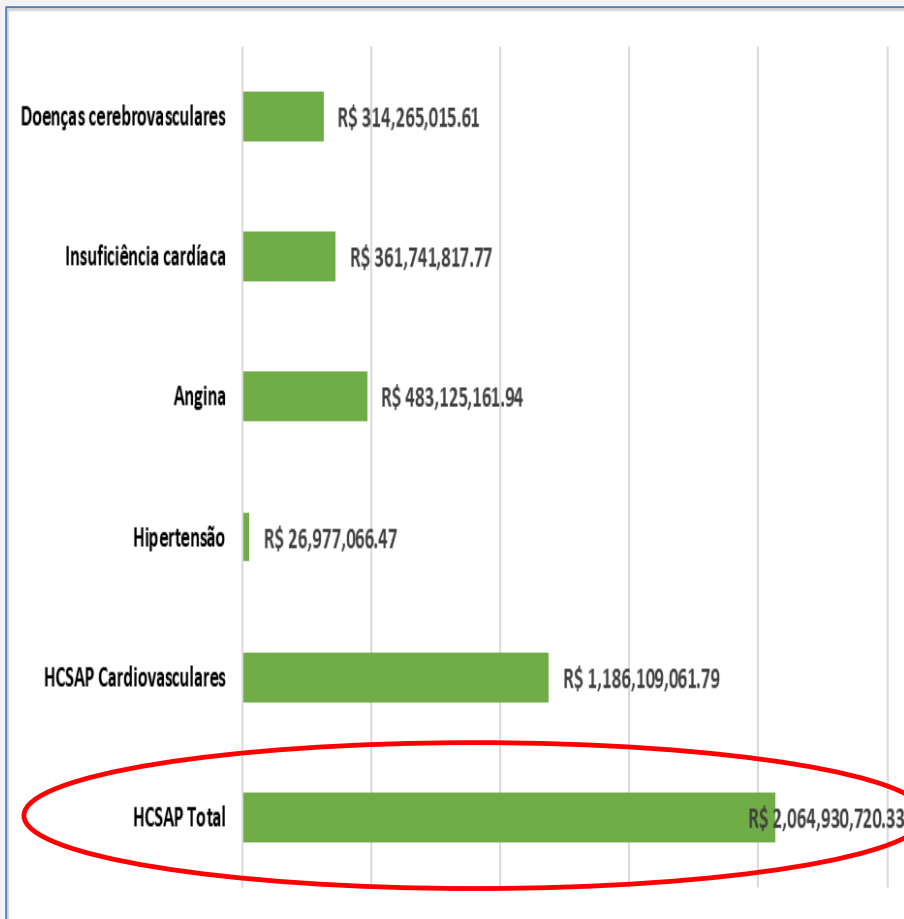 Doenças cerebrovasculares R$ 314,265,015.61
Insuficiência cardíaca R$ 361,741,817.77
Angina R$ 483,125,161.94
Hipertensão R$ 26,977,066.47
HCSAP Cardiovasculares R$ 1,186,109,061.79
HCSAP Total R$ 2,064,930,720.33